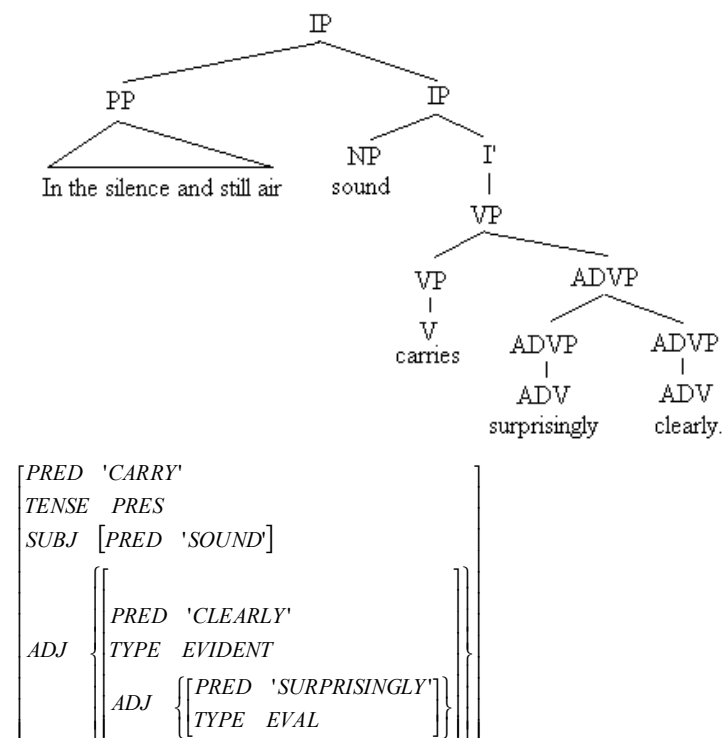 IP
PP IP
NP I'
In the silence and still air sound
VP
VP ADVP
V
carries ADVP ADVP
ADV ADV
surprisingly clearly.
PRED 'CARRY'
TENSE PRES
SUBJ [PRED 'SOUND']
PRED 'CLEARLY'
ADJ TYPE EVIDENT
ADJ {[PRED 'SURPRISINGLY'
TYPE EVAL]}